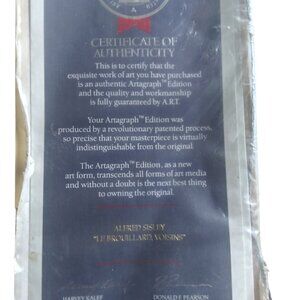 CERTIFICATE OF
AUTHENTICITY
This is to certify that the
exquisite work of art you have purchased
is an authentic Artagraph™ Edition
and the quality and workmanship
is fully guaranteed by A.R.T.
Your Artagraph™ Edition was
produced by a revolutionary patented process,
so precise that your masterpiece is virtually
indistinguishable from the original.
The Artagraph™ Edition, as a new
art form, transcends all forms of art media
and without a doubt is the next best thing
to owning the original.
ALFRED SISLEY
"LE BROUILLARD, VOISINS"
HARVEY KALEF
DONALD E PEARSON